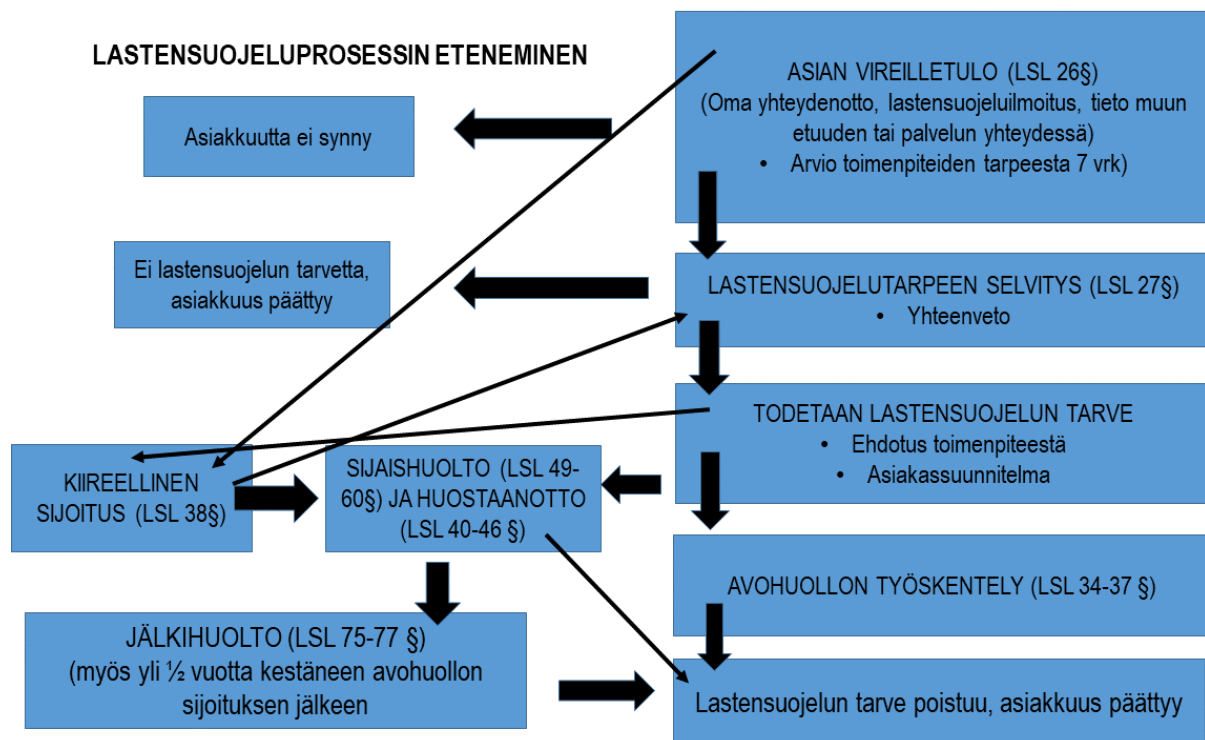 LASTENSUOJELUPROSESSIN ETENEMINEN
ASIAN VIREILLETULO (LSL 26§)
(Oma yhteydenotto, lastensuojeluilmoitus, tieto muun
etuuden tai palvelun yhteydessä)
• Arvio toimenpiteiden tarpeesta 7 vrk)
Asiakkuutta ei synny
Ei lastensuojelun tarvetta,
asiakkuus päättyy
LASTENSUOJELUTARPEEN SELVITYS (LSL 27§)
• Yhteenveto
TODETAAN LASTENSUOJELUN TARVE
• Ehdotus toimenpiteestä
• Asiakassuunnitelma
KIIREELLINEN
SIJOITUS (LSL 38§)
SIJAISHUOLTO (LSL 49-
60§) JA HUOSTAANOTTO
(LSL 40-46 §)
AVOHUOLLON TYÖSKENTELY (LSL 34-37 §)
JÄLKIHUOLTO (LSL 75-77 §)
(myös yli ½ vuotta kestäneen avohuollon
sijoituksen jälkeen
Lastensuojelun tarve poistuu, asiakkuus päättyy